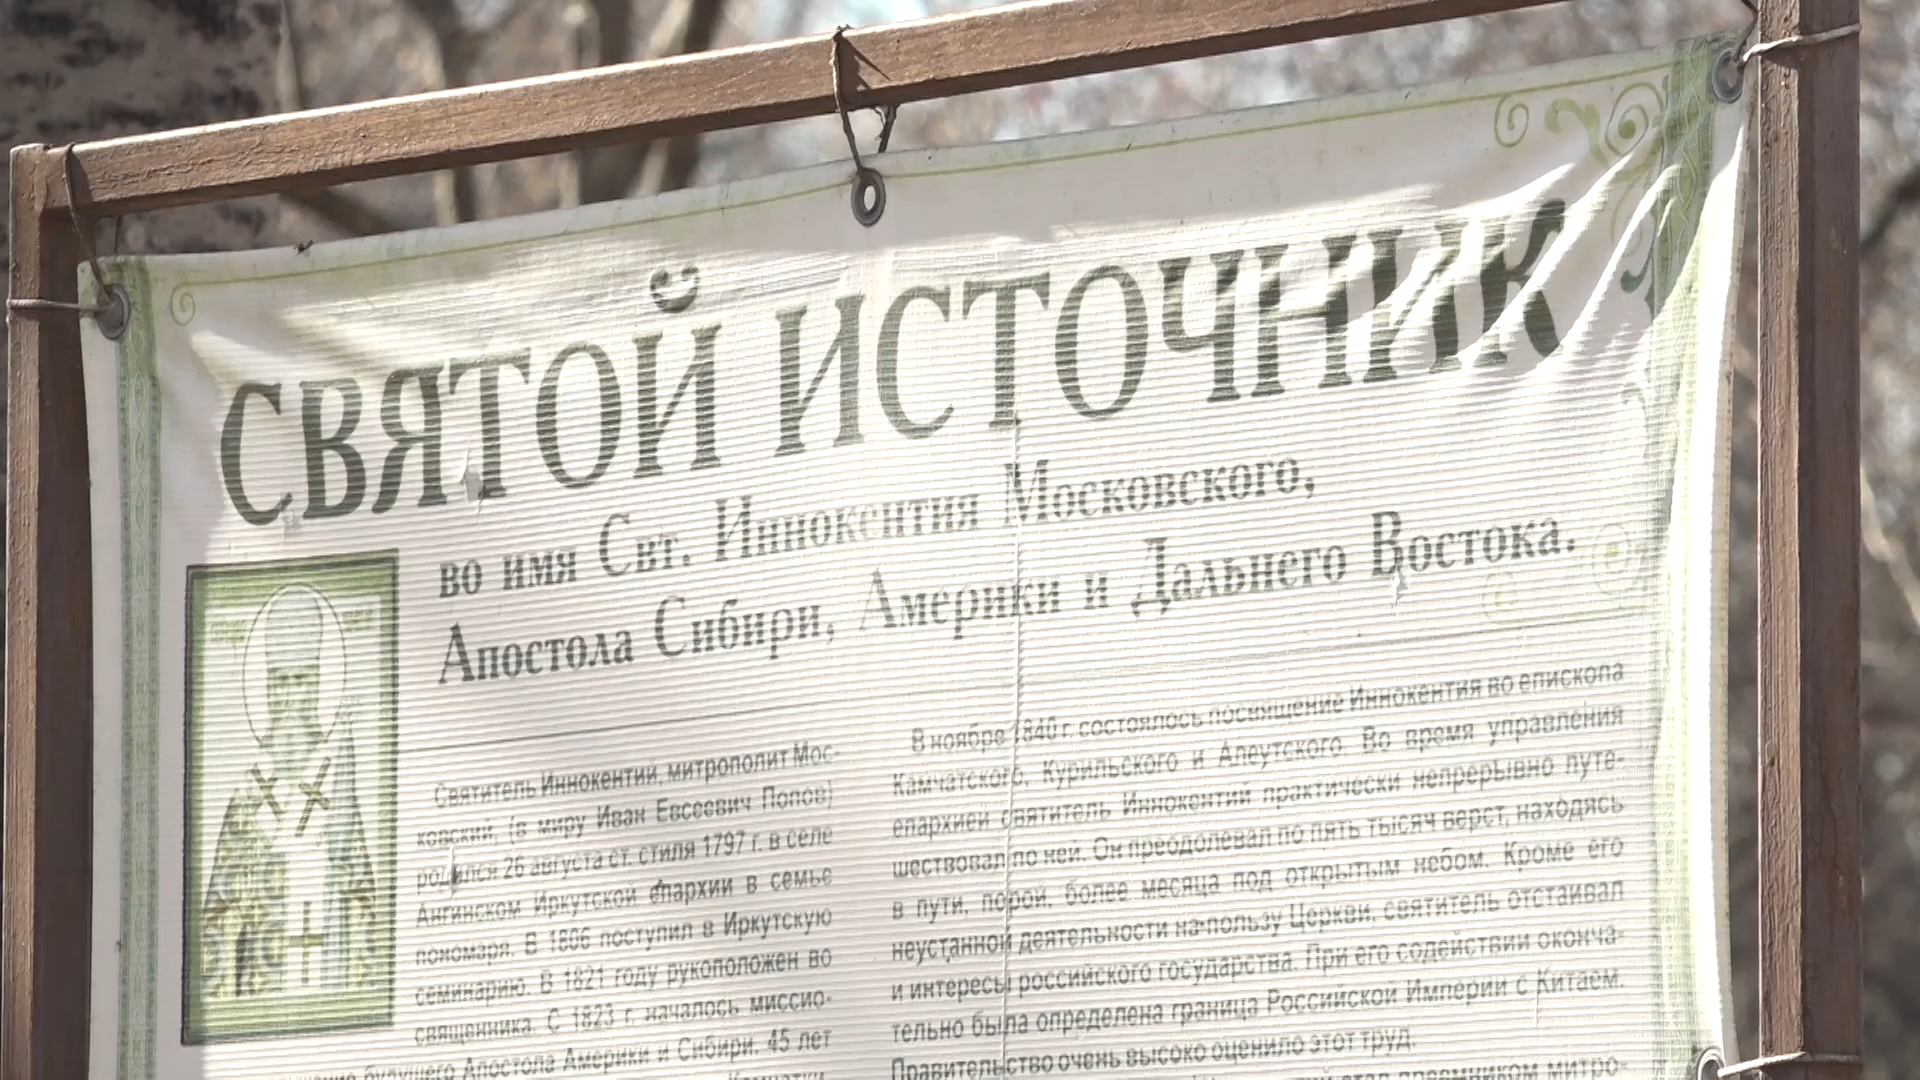 СВЯТОЙ ИСТОЧНИК
во имя Свт. Иннокентия Московского,
Апостола Сибири, Америки и Дальнего Востока.
Святитель Иннокентий, митрополит Мос-
ковский, (в миру Иван Евсеевич Попов)
родился 26 августа ст. стиля 1797 г. в селе
Ангинском Иркутской епархии в семье
пономаря. В 1806 поступил в Иркутскую
семинарию. В 1821 году рукоположен во
священника. С 1823 г. началось миссио-
будущего Апостола Америки и Сибири. 45 лет
В ноябре 1840 г. состоялось посвящение Иннокентия во епископа
Камчатского, Курильского и Алеутского. Во время управления
епархией святитель Иннокентий практически непрерывно путе-
шествовал по ней. Он преодолевал по пять тысяч верст, находясь
в пути, порой, более месяца под открытым небом. Кроме его
неустанной деятельности на пользу Церкви, святитель отстаивал
и интересы российского государства. При его содействии оконча-
тельно была определена граница Российской Империи с Китаем.
Правительство очень высоко оценило этот труд.
стал преемником митро-